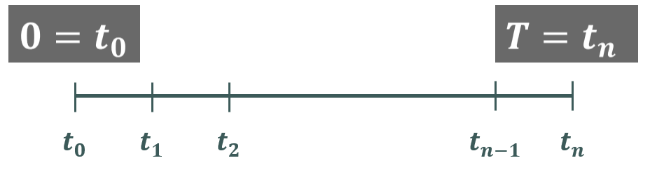 0 = t₀ T = tₙ
t₀ t₁ t₂ tₙ₋₁ tₙ